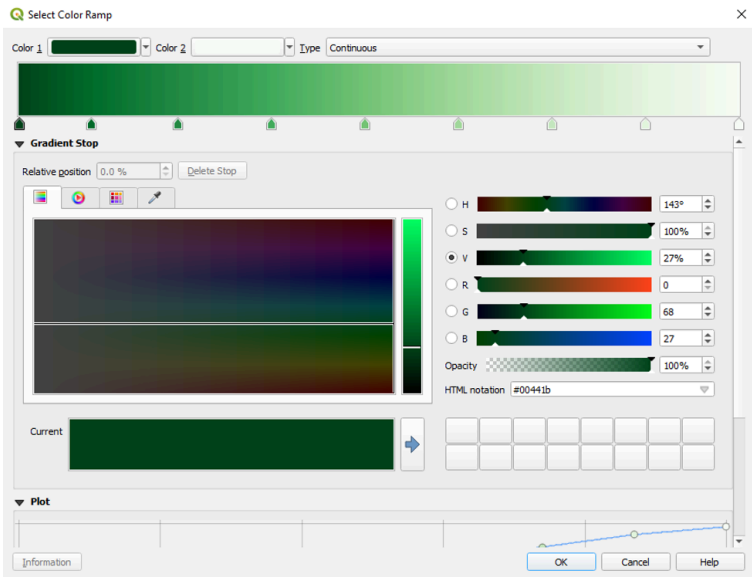 Select Color Ramp
Color 1 Color 2 Type Continuous
Gradient Stop
Relative position 0.0 % Delete Stop
H 143°
S 100%
V 27%
R 0
G 68
B 27
Opacity 100%
HTML notation #00441b
Current
Plot
Information OK Cancel Help